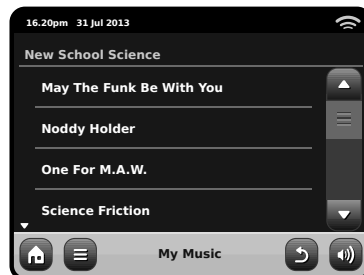 16.20pm 31 Jul 2013
New School Science
May The Funk Be With You
Noddy Holder
One For M.A.W.
Science Friction
My Music